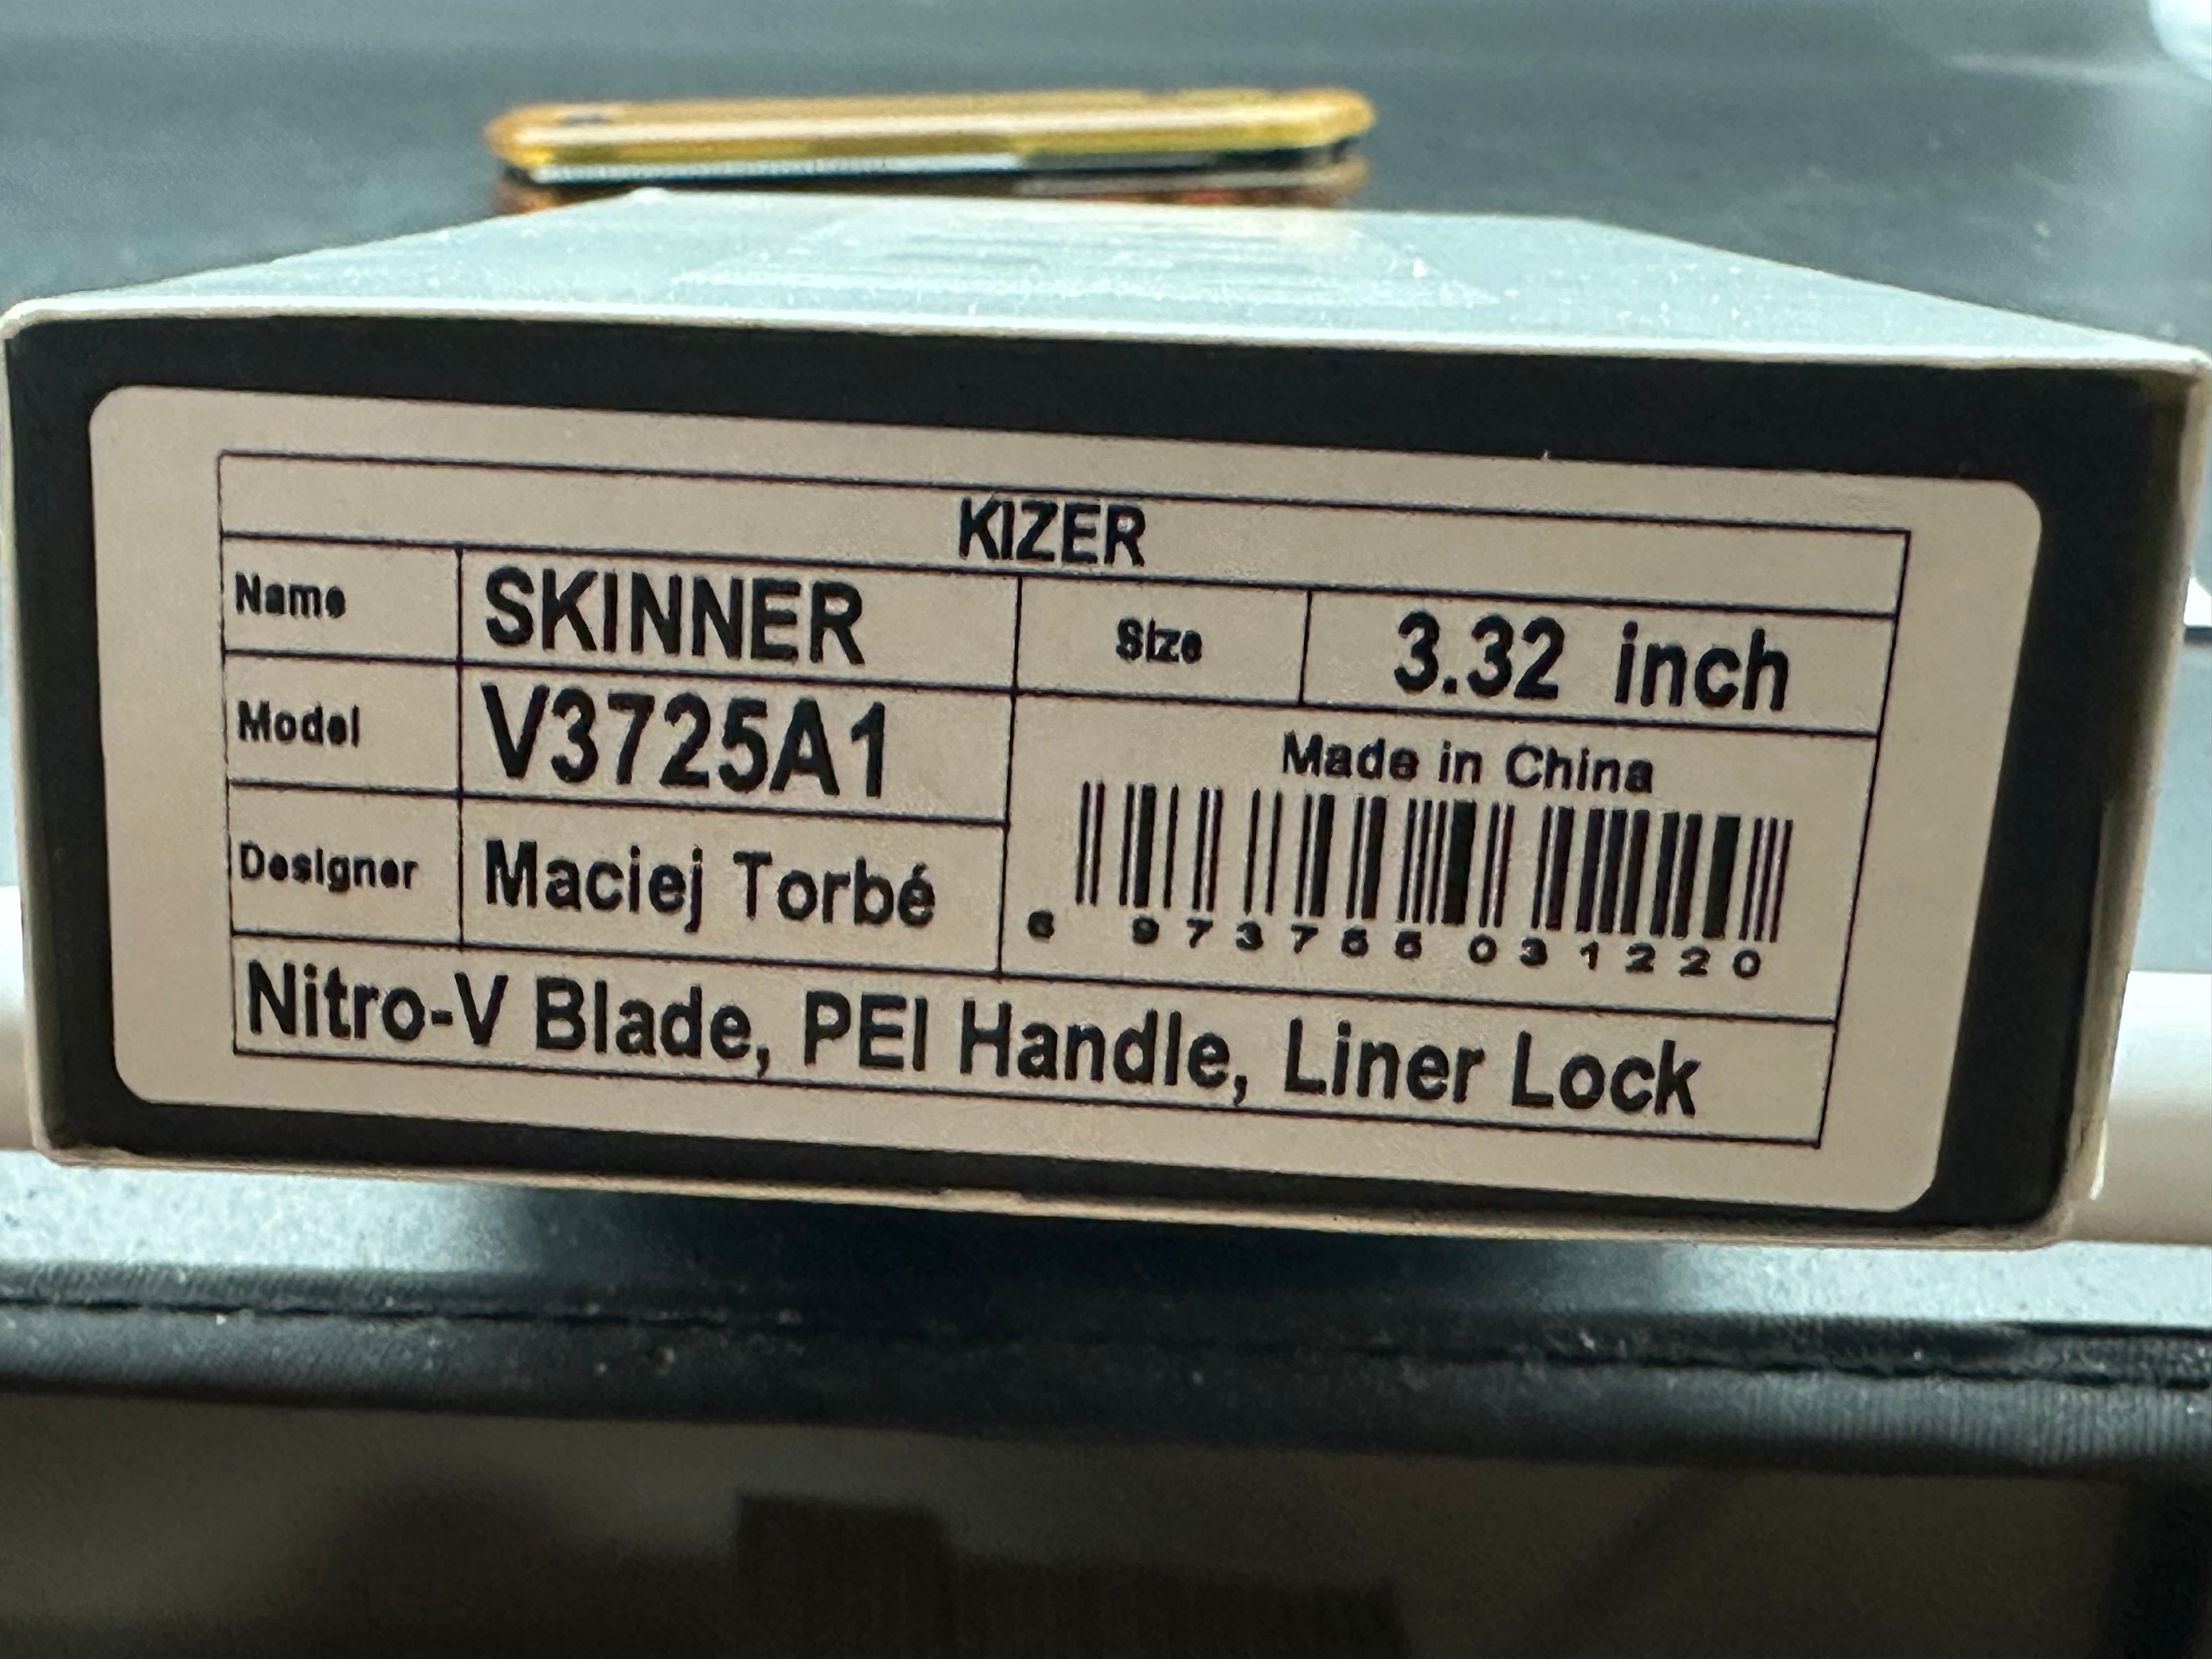 KIZER
Name SKINNER Size 3.32 inch
Model V3725A1
Made in China
Designer Maciej Torbé
6 973766 031220
Nitro-V Blade, PEI Handle, Liner Lock